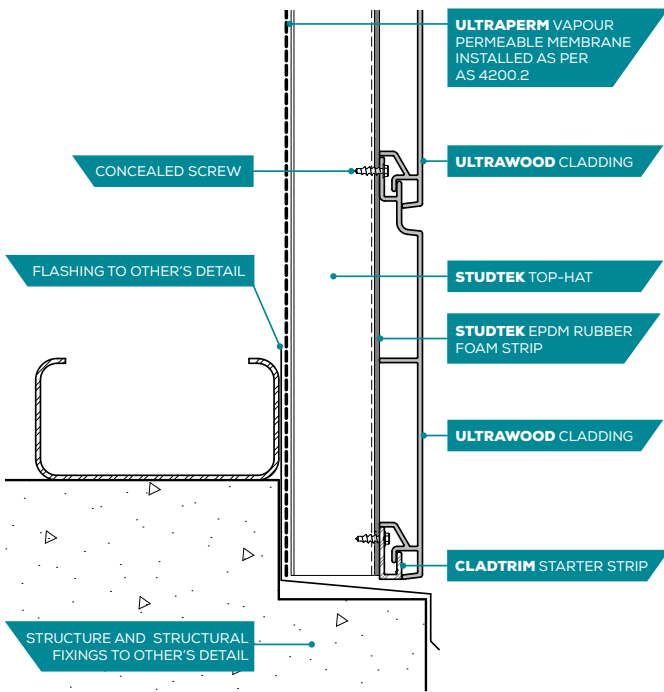 ULTRAPERM VAPOUR
PERMEABLE MEMBRANE
INSTALLED AS PER
AS 4200.2
CONCEALED SCREW
ULTRAWOOD CLADDING
FLASHING TO OTHER'S DETAIL
STUDTEK TOP-HAT
STUDTEK EPDM RUBBER
FOAM STRIP
ULTRAWOOD CLADDING
CLADTRIM STARTER STRIP
STRUCTURE AND STRUCTURAL
FIXINGS TO OTHER'S DETAIL